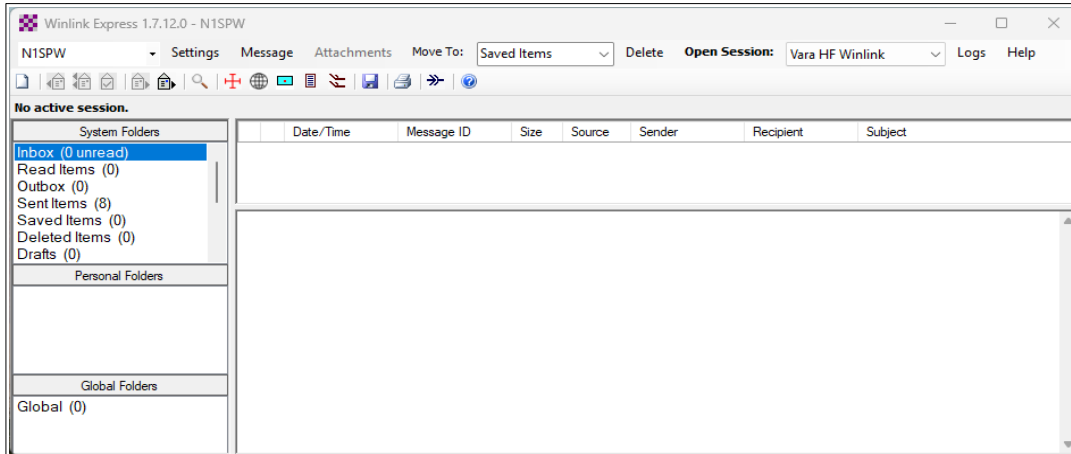 Winlink Express 1.7.12.0 - N1SPW
N1SPW Settings Message Attachments Move To: Saved Items Delete Open Session: Vara HF Winlink Logs Help
No active session.
System Folders
Date/Time Message ID Size Source Sender Recipient Subject
Inbox (0 unread)
Read Items (0)
Outbox (0)
Sent Items (8)
Saved Items (0)
Deleted Items (0)
Drafts (0)
Personal Folders
Global Folders
Global (0)